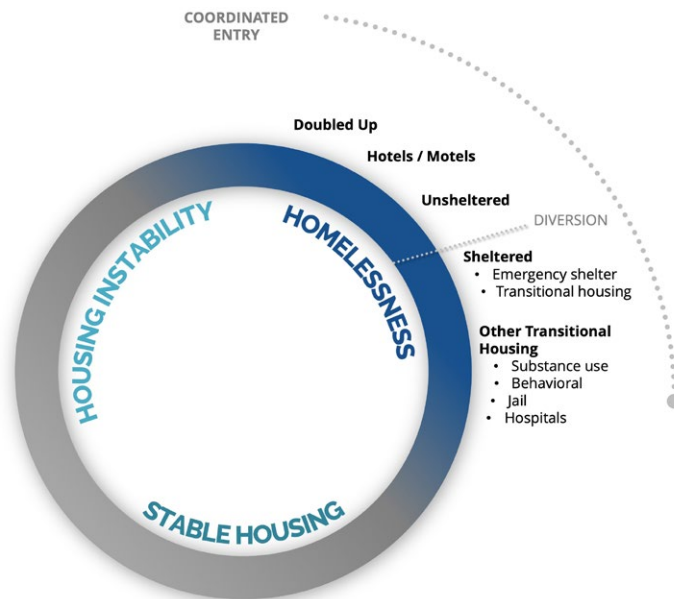 COORDINATED
ENTRY
Doubled Up
Hotels / Motels
Unsheltered
DIVERSION
Sheltered
• Emergency shelter
• Transitional housing
Other Transitional
Housing
• Substance use
• Behavioral
• Jail
• Hospitals
HOUSING INSTABILITY
HOMELESSNESS
STABLE HOUSING